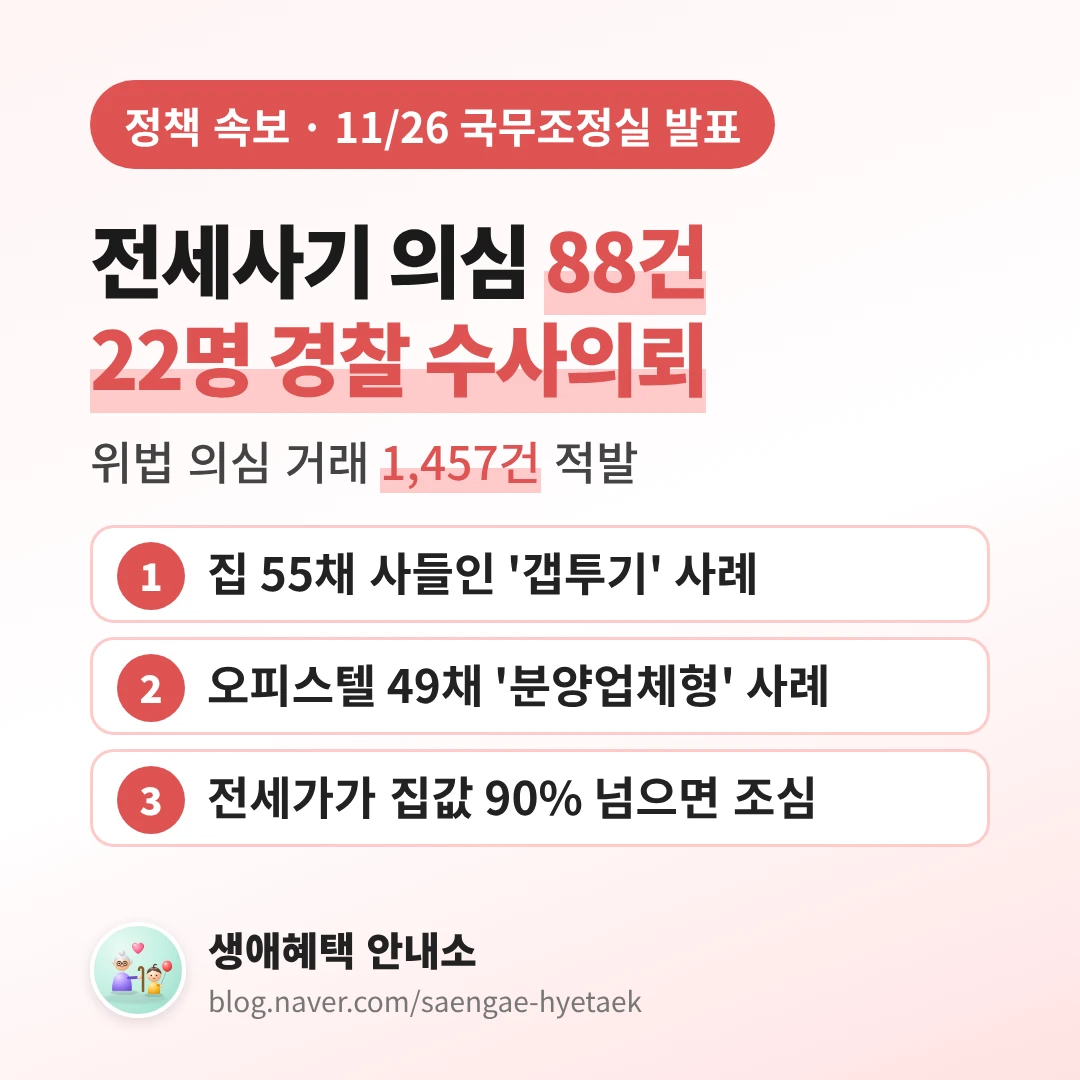 정책 속보 · 11/26 국무조정실 발표
전세사기 의심 88건
22명 경찰 수사의뢰
위법 의심 거래 1,457건 적발
1 집 55채 사들인 '갭투기' 사례
2 오피스텔 49채 '분양업체형' 사례
3 전세가가 집값 90% 넘으면 조심
생애혜택 안내소
blog.naver.com/saengae-hyetaek